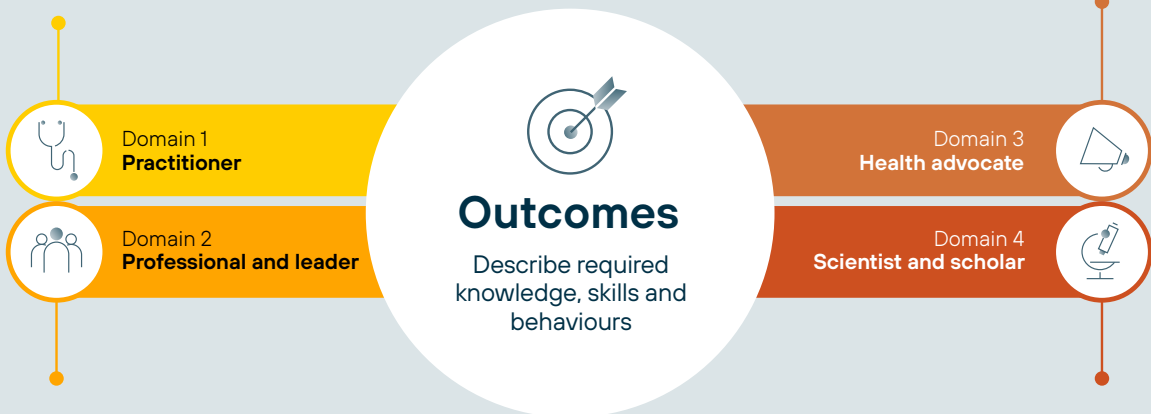 Domain 1
Practitioner
Domain 2
Professional and leader
Outcomes
Describe required
knowledge, skills and
behaviours
Domain 3
Health advocate
Domain 4
Scientist and scholar